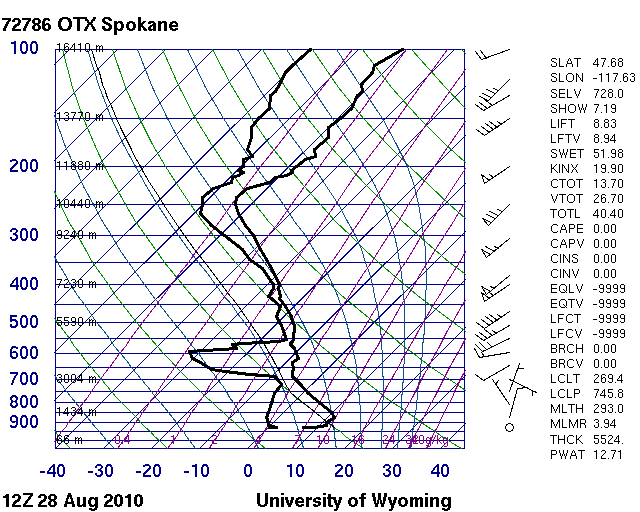 72786 OTX Spokane
100 16410 m
13770 m
200 11880 m
10440 m
300 9240 m
400 7230 m
500 5590 m
600
700 3004 m
800 1434 m
900
66 m 0.4 1 2 4 7 10 16 24 32 40g/kg
-40 -30 -20 -10 0 10 20 30 40
12Z 28 Aug 2010 University of Wyoming
SLAT 47.68
SLON -117.63
SELV 728.0
SHOW 7.19
LIFT 8.83
LFTV 8.94
SWET 51.98
KINX 19.90
CTOT 13.70
VTOT 26.70
TOTL 40.40
CAPE 0.00
CAPV 0.00
CINS 0.00
CINV 0.00
EQLV -9999
EQTV -9999
LFCT -9999
LFCV -9999
BRCH 0.00
BRCV 0.00
LCLT 269.4
LCLP 745.8
MLTH 293.0
MLMR 3.94
THCK 5524.
PWAT 12.71